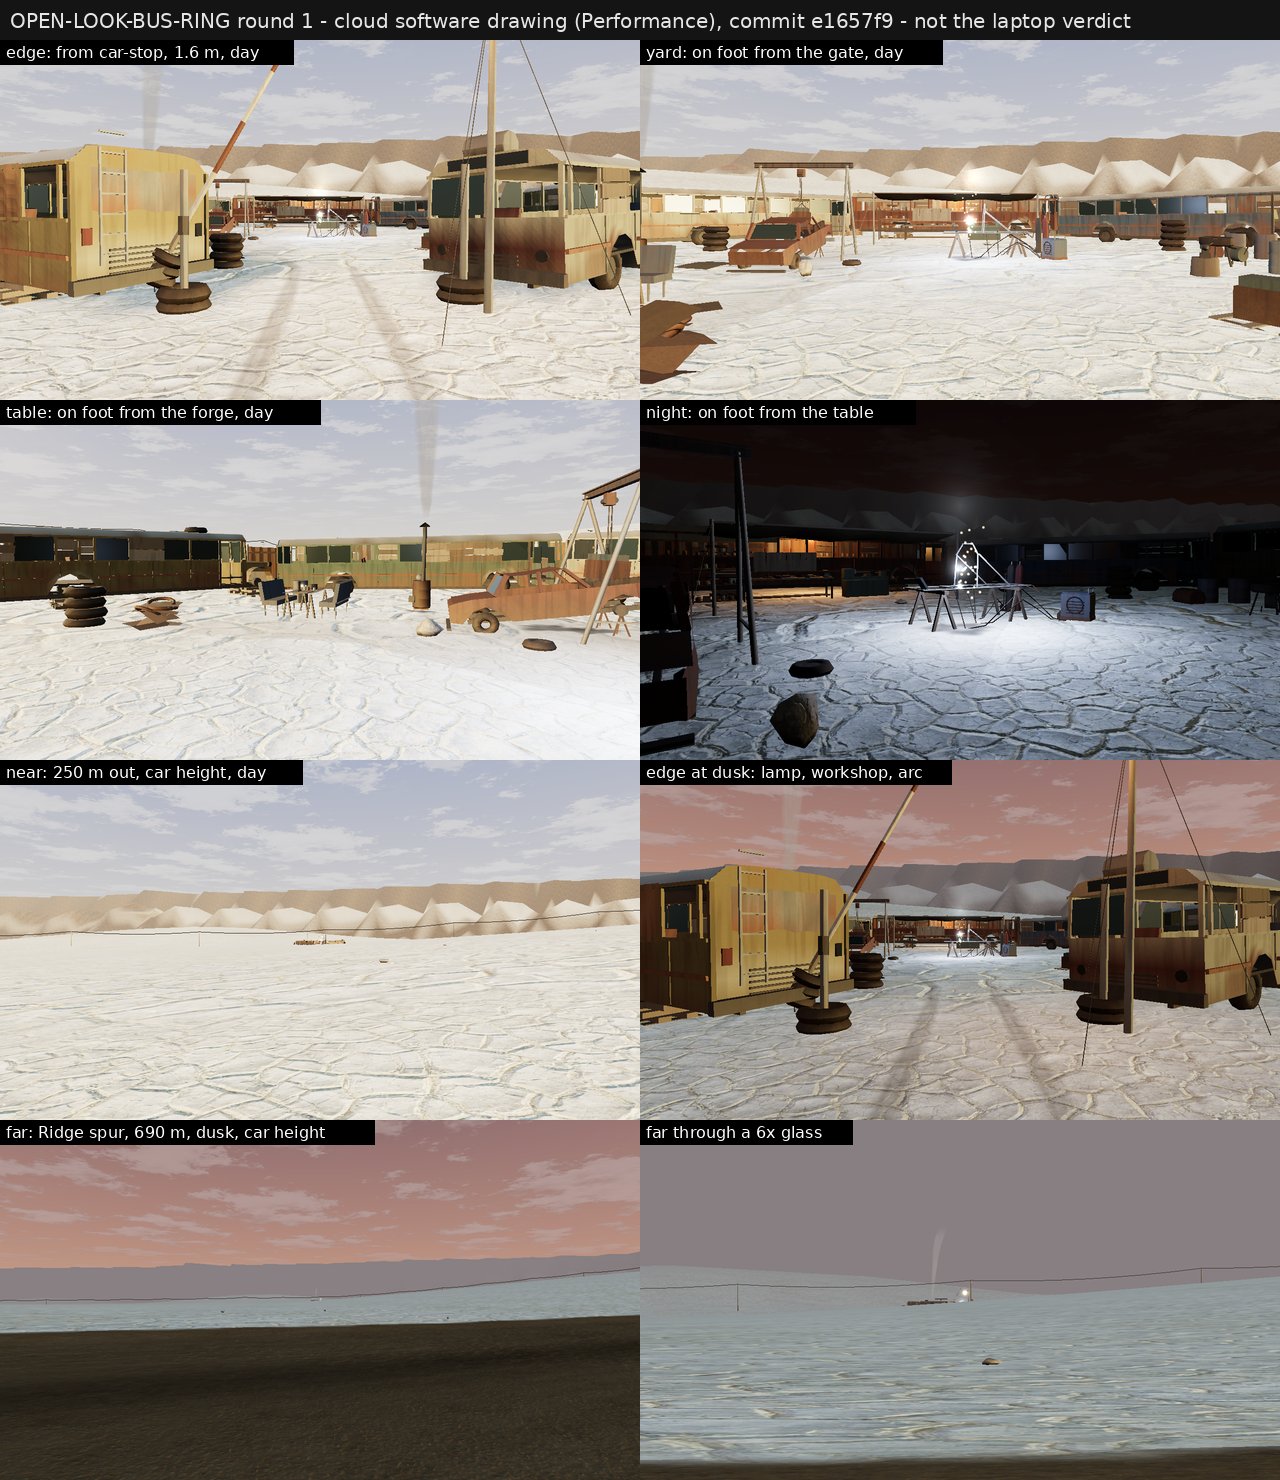 OPEN-LOOK-BUS-RING round 1 - cloud software drawing (Performance), commit e1657f9 - not the laptop verdict
edge: from car-stop, 1.6 m, day
yard: on foot from the gate, day
table: on foot from the forge, day
night: on foot from the table
near: 250 m out, car height, day
edge at dusk: lamp, workshop, arc
far: Ridge spur, 690 m, dusk, car height
far through a 6x glass